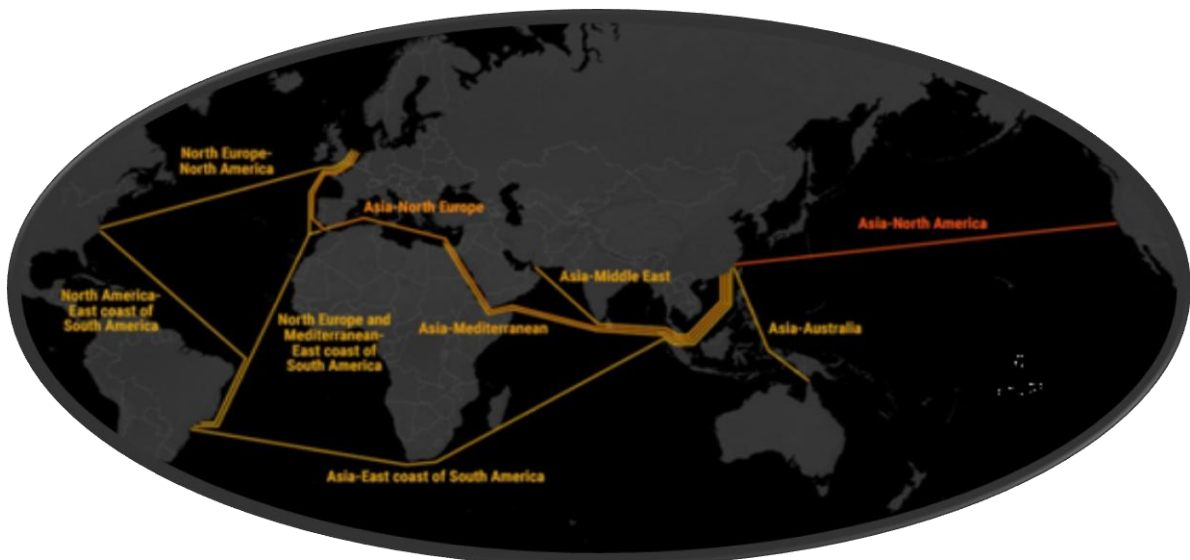 North Europe-
North America
Asia-North Europe
Asia-North America
Asia-Middle East
North America-
East coast of
South America
North Europe and
Mediterranean-
East coast of
South America
Asia-Mediterranean
Asia-Australia
Asia-East coast of South America